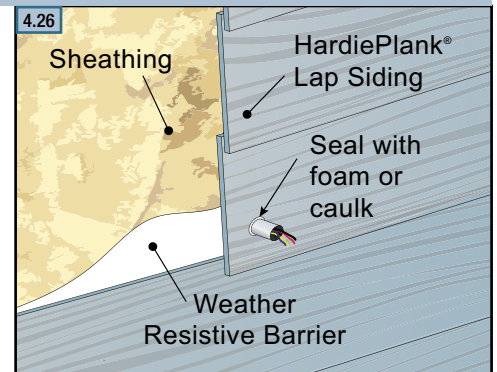 4.26
Sheathing
HardiePlank®
Lap Siding
Seal with
foam or
caulk
Weather
Resistive Barrier